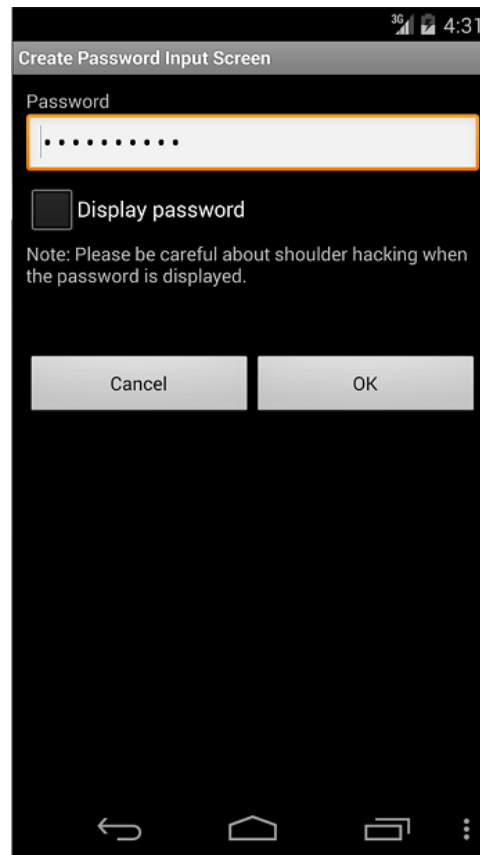 3G 4:31
Create Password Input Screen
Password
••••••••••
Display password
Note: Please be careful about shoulder hacking when
the password is displayed.
Cancel OK